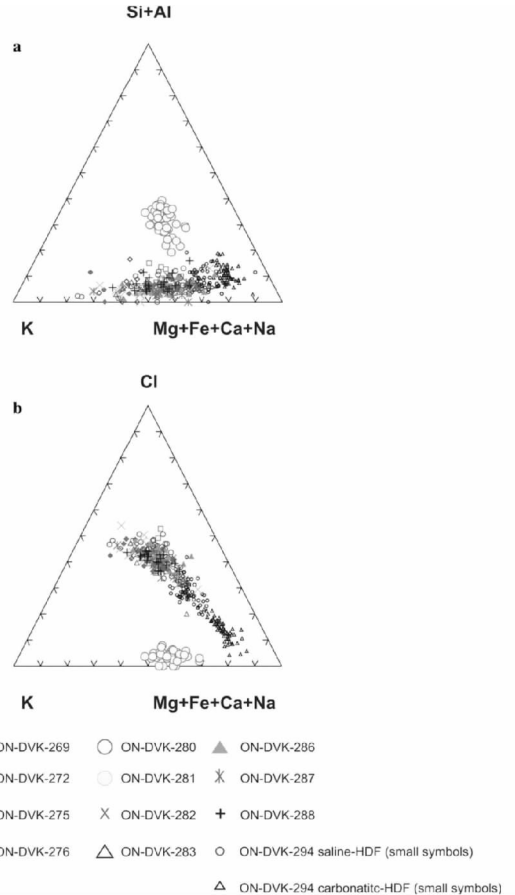 Si+Al
a
K Mg+Fe+Ca+Na
Cl
b
K Mg+Fe+Ca+Na
ON-DVK-269 ON-DVK-280 ON-DVK-286
ON-DVK-272 ON-DVK-281 ON-DVK-287
ON-DVK-275 ON-DVK-282 ON-DVK-288
ON-DVK-276 ON-DVK-283 ON-DVK-294 saline-HDF (small symbols)
ON-DVK-294 carbonatitc-HDF (small symbols)